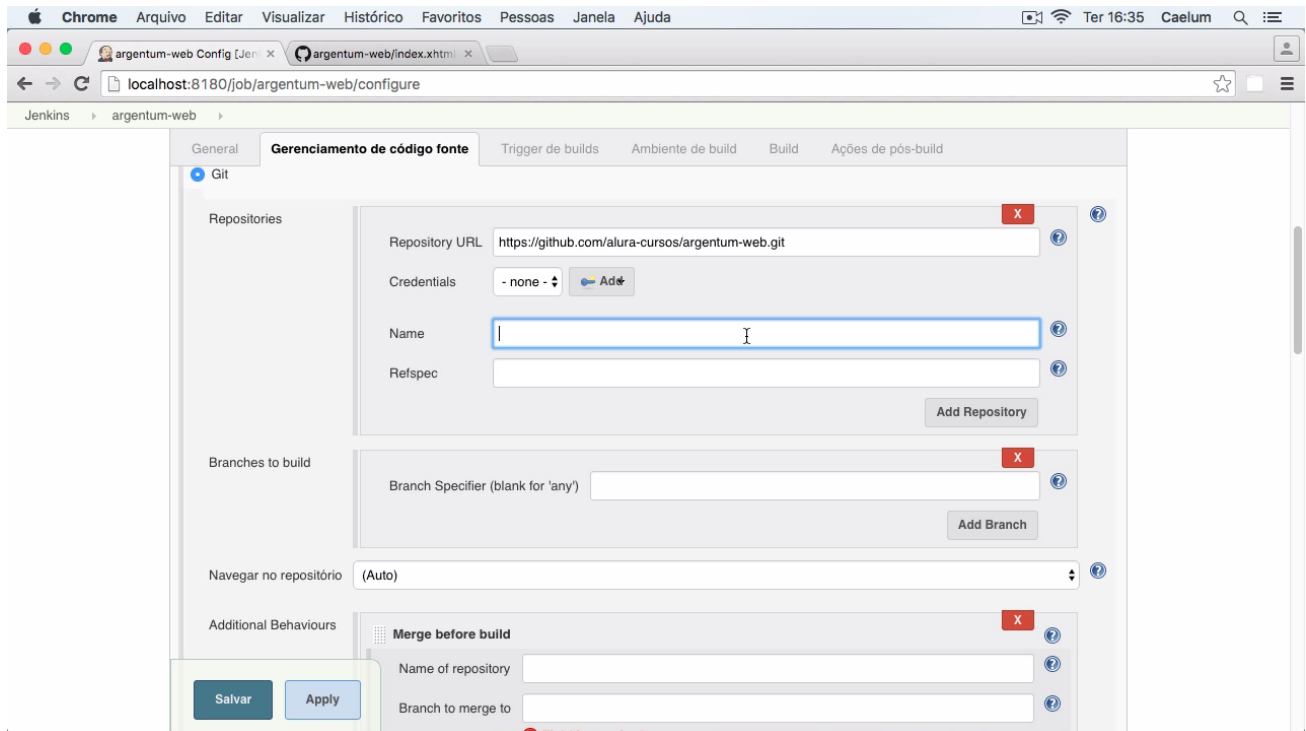 Chrome Arquivo Editar Visualizar Histórico Favoritos Pessoas Janela Ajuda Ter 16:35 Caelum
argentum-web Config [Jen argentum-web/index.xhtml
localhost:8180/job/argentum-web/configure
Jenkins argentum-web
General Gerenciamento de código fonte Trigger de builds Ambiente de build Build Ações de pós-build
Git
Repositories X
Repository URL https://github.com/alura-cursos/argentum-web.git
Credentials - none - Add
Name
Refspec
Add Repository
Branches to build X
Branch Specifier (blank for 'any')
Add Branch
Navegar no repositório (Auto)
Additional Behaviours X
Merge before build
Name of repository
Salvar Apply
Branch to merge to